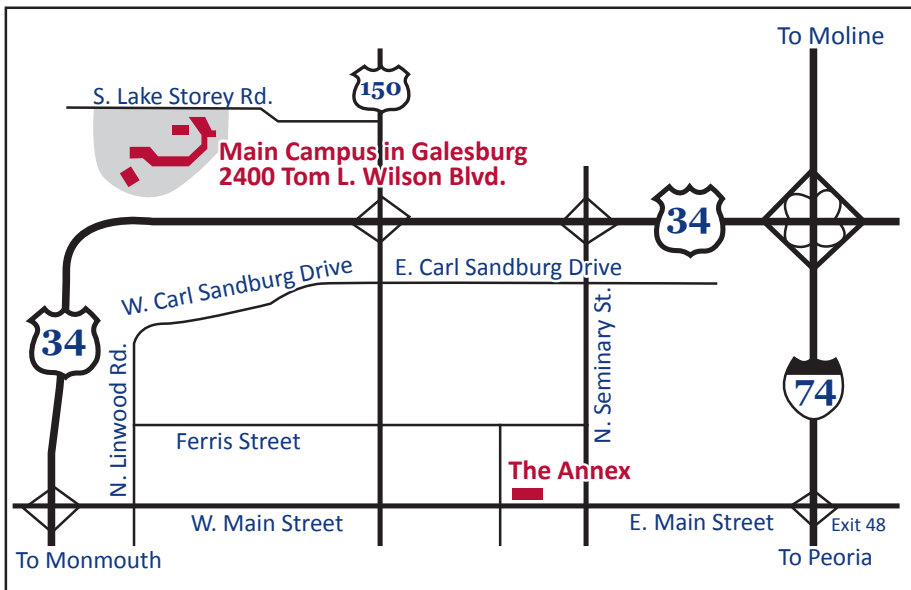 To Moline
150
S. Lake Storey Rd.
Main Campus in Galesburg
2400 Tom L. Wilson Blvd.
34
E. Carl Sandburg Drive
W. Carl Sandburg Drive
34
N. Seminary St.
74
N. Linwood Rd.
Ferris Street
The Annex
W. Main Street
E. Main Street
Exit 48
To Monmouth
To Peoria